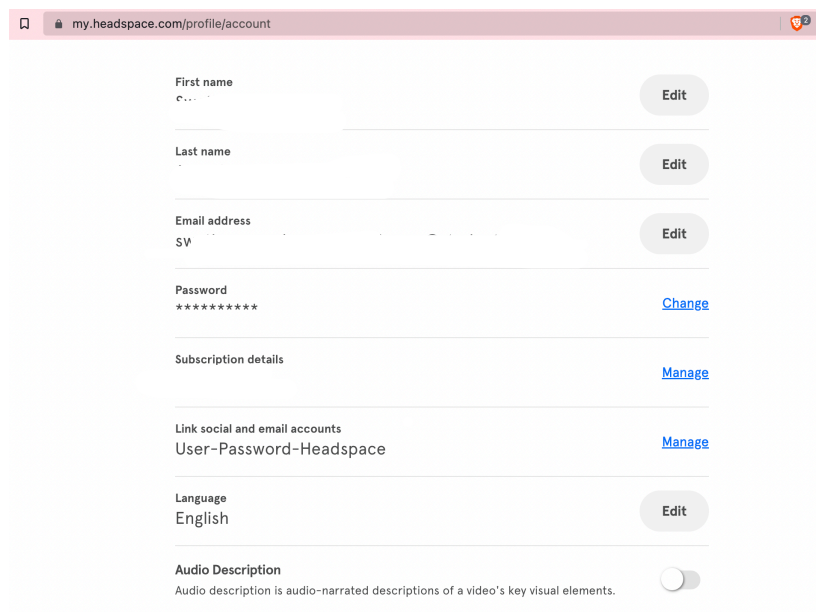 my.headspace.com/profile/account
2
First name
Edit
Last name
Edit
Email address
Edit
Password
**********
Change
Subscription details
Manage
Link social and email accounts
User-Password-Headspace
Manage
Language
English
Edit
Audio Description
Audio description is audio-narrated descriptions of a video's key visual elements.